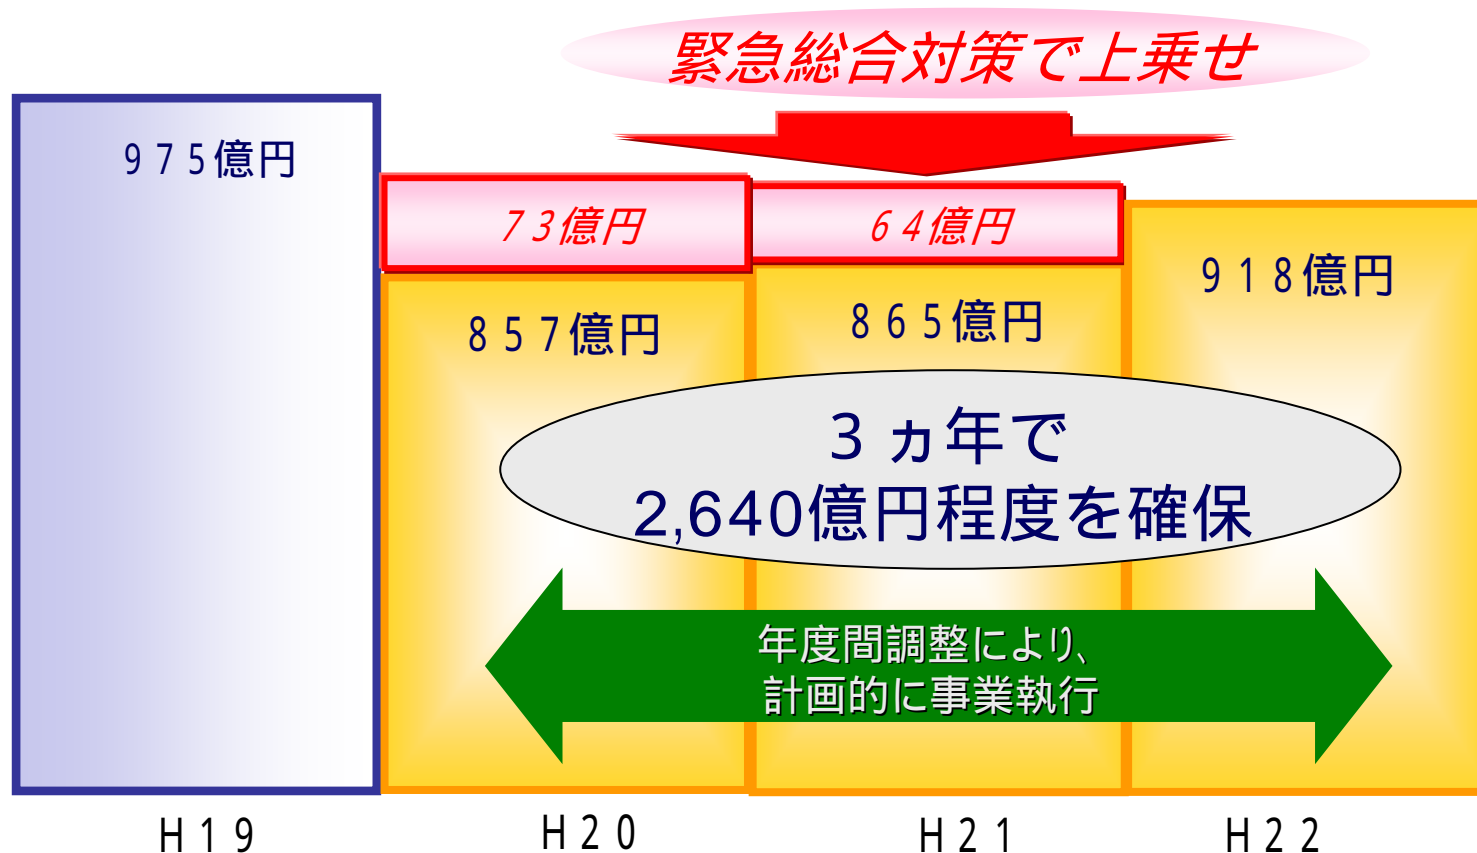 緊急総合対策で上乗せ
９７５億円
７３億円
６４億円
８５７億円
８６５億円
９１８億円
３ヵ年で
2,640億円程度を確保
年度間調整により、
計画的に事業執行
Ｈ１９
Ｈ２０
Ｈ２１
Ｈ２２